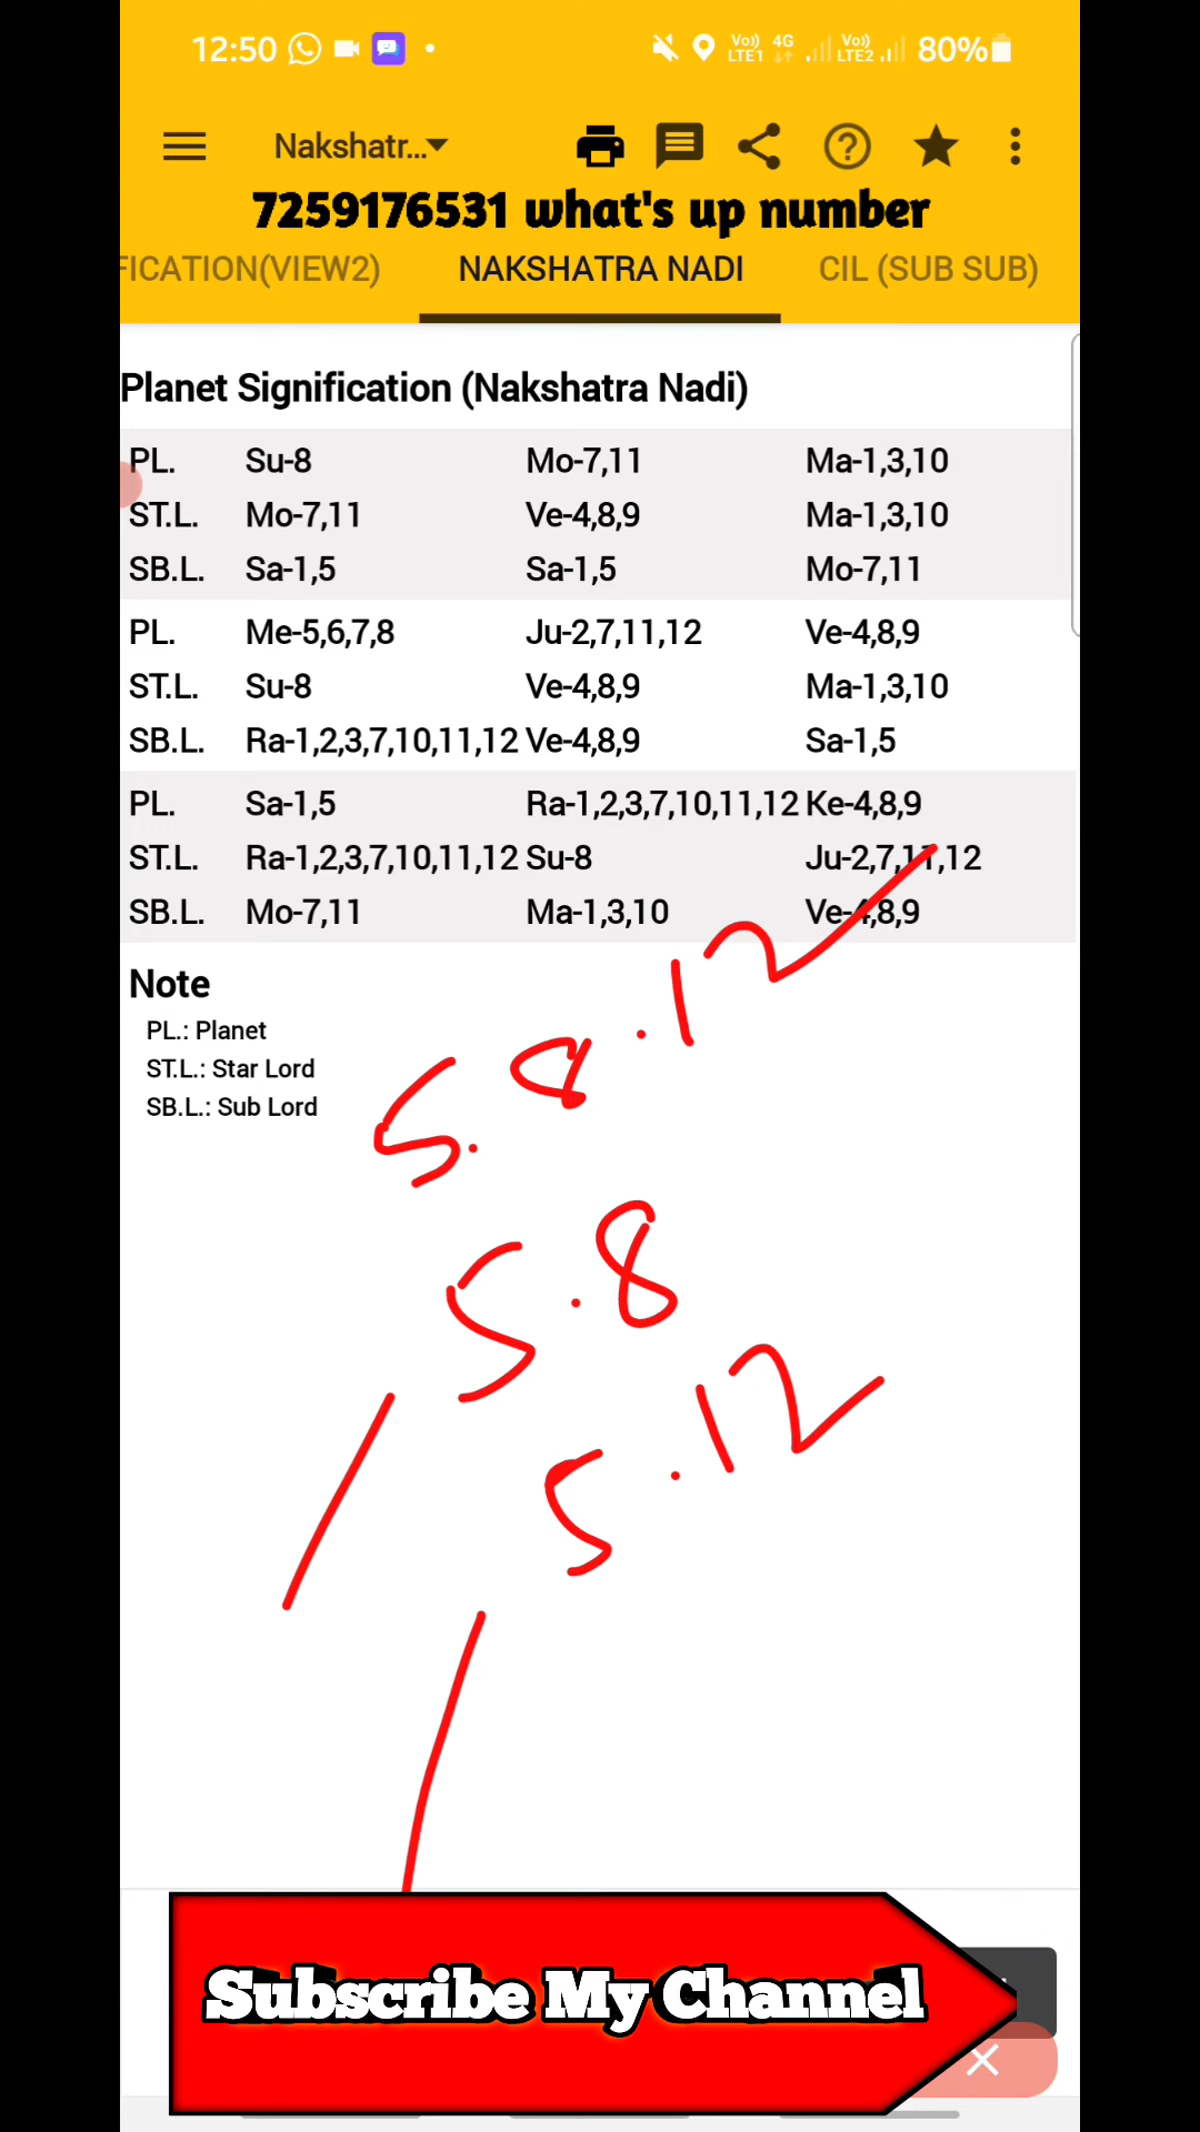 12:50 Vo)) LTE1 4G Vo)) LTE2 80%
Nakshatr...
7259176531 what's up number
FICATION(VIEW2) NAKSHATRA NADI CIL (SUB SUB)
Planet Signification (Nakshatra Nadi)
PL. Su-8 Mo-7,11 Ma-1,3,10
ST.L. Mo-7,11 Ve-4,8,9 Ma-1,3,10
SB.L. Sa-1,5 Sa-1,5 Mo-7,11
PL. Me-5,6,7,8 Ju-2,7,11,12 Ve-4,8,9
ST.L. Su-8 Ve-4,8,9 Ma-1,3,10
SB.L. Ra-1,2,3,7,10,11,12 Ve-4,8,9 Sa-1,5
PL. Sa-1,5 Ra-1,2,3,7,10,11,12 Ke-4,8,9
ST.L. Ra-1,2,3,7,10,11,12 Su-8 Ju-2,7,11,12
SB.L. Mo-7,11 Ma-1,3,10 Ve-4,8,9
Note
PL.: Planet
ST.L.: Star Lord
SB.L.: Sub Lord
5.8.12
5.8
5.12
Subscribe My Channel